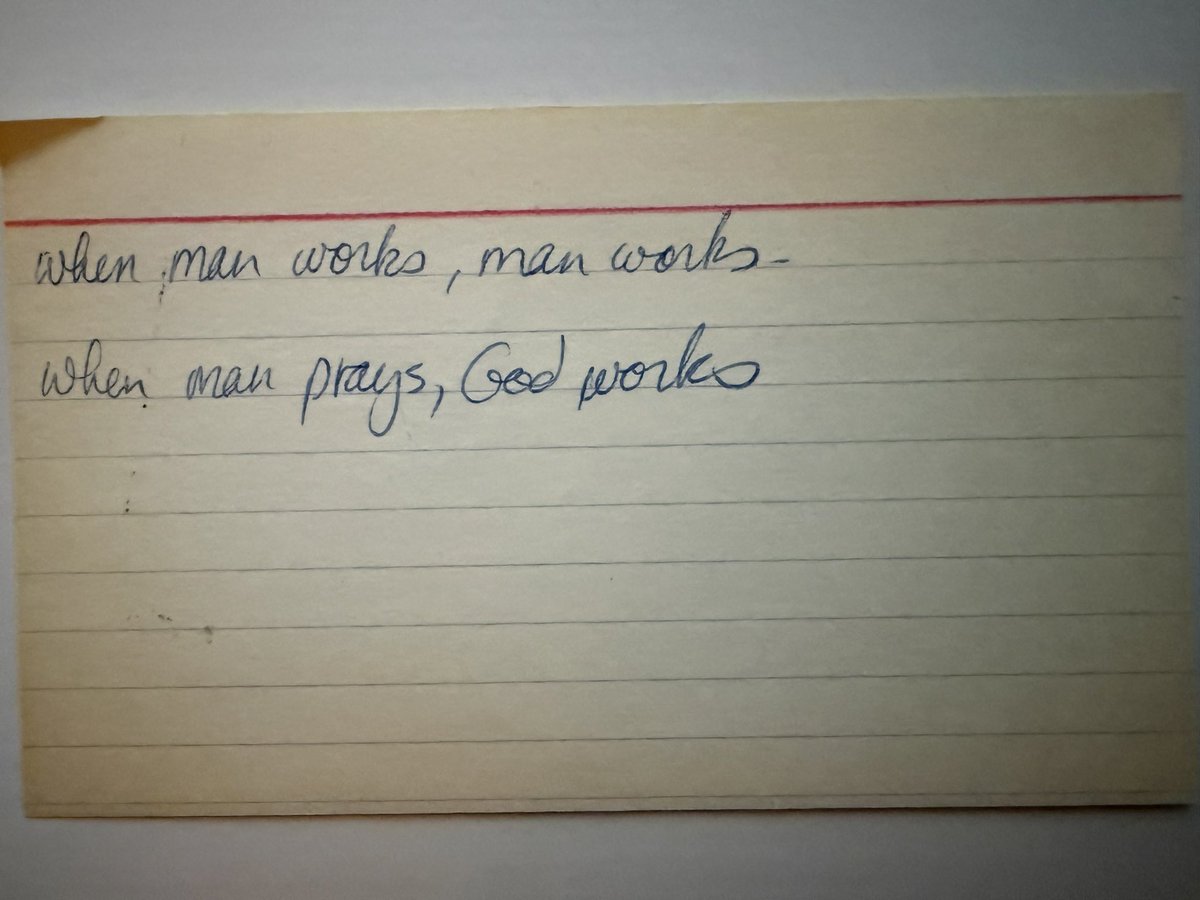 when man works, man works-
when man prays, God works